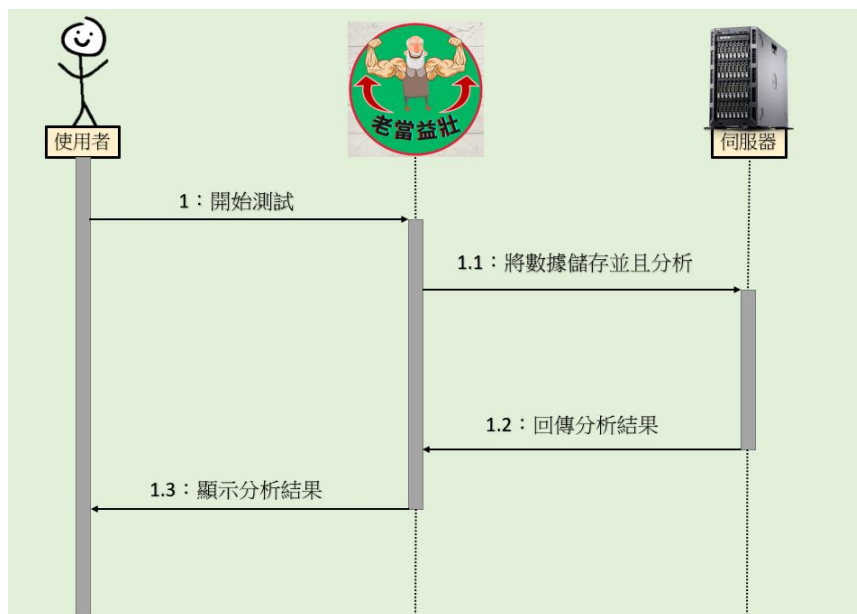 使用者
老當益壯
伺服器
1：開始測試
1.1：將數據儲存並且分析
1.2：回傳分析結果
1.3：顯示分析結果